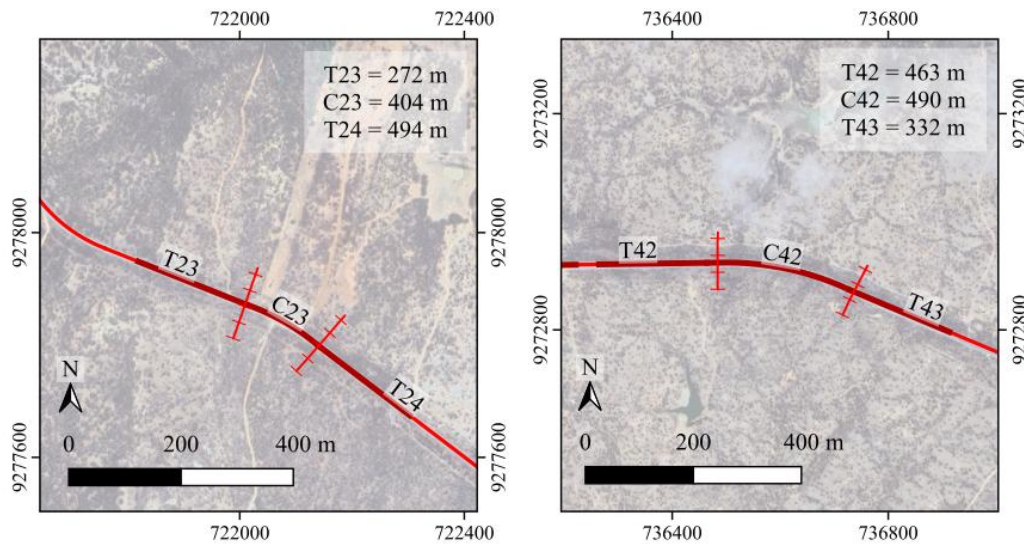 722000
722400
736400
736800
T23 = 272 m
C23 = 404 m
T24 = 494 m
T42 = 463 m
C42 = 490 m
T43 = 332 m
9278000
9278000
9273200
9273200
T23
C23
T24
T42
C42
T43
9272800
9272800
N
0
200
400 m
N
0
200
400 m
9277600
9277600
722000
722400
736400
736800